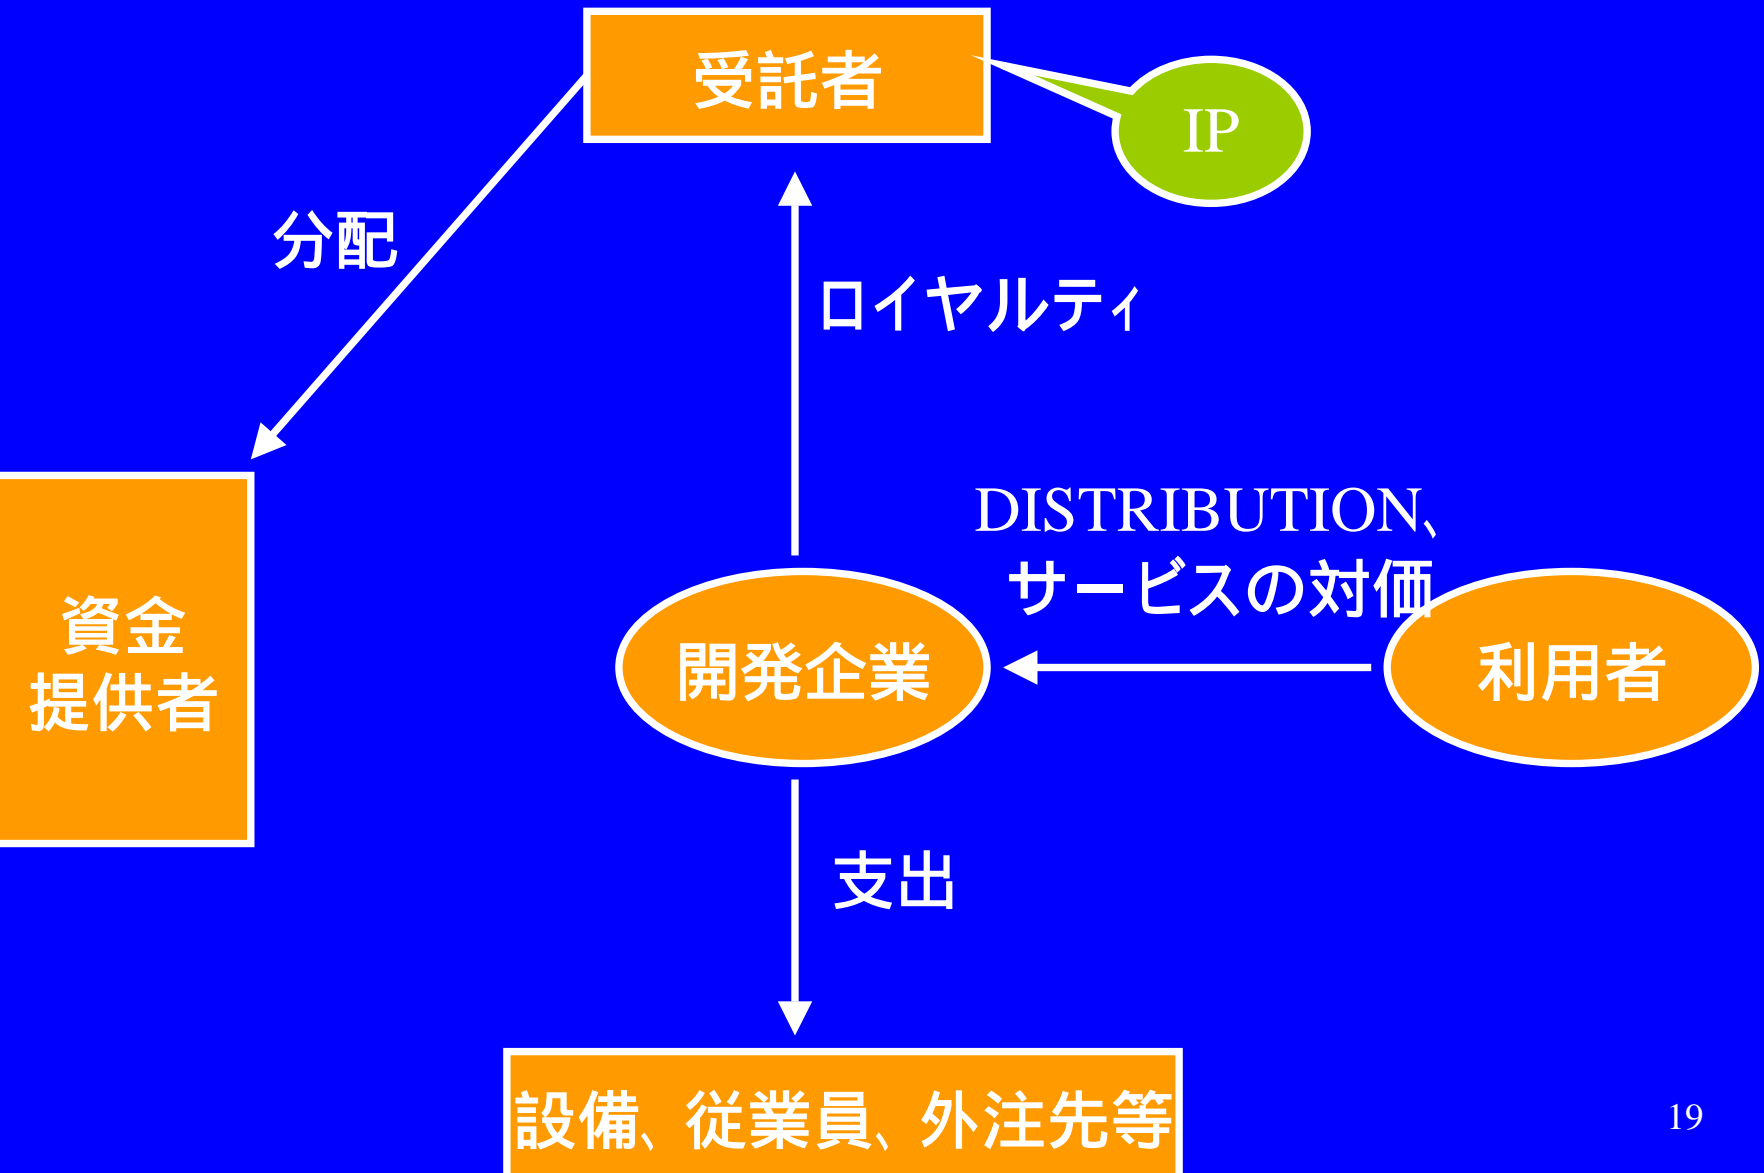 受託者
IP
分配
ロイヤルティ
DISTRIBUTION、
サービスの対価
資金
提供者
開発企業
利用者
支出
設備、従業員、外注先等
19